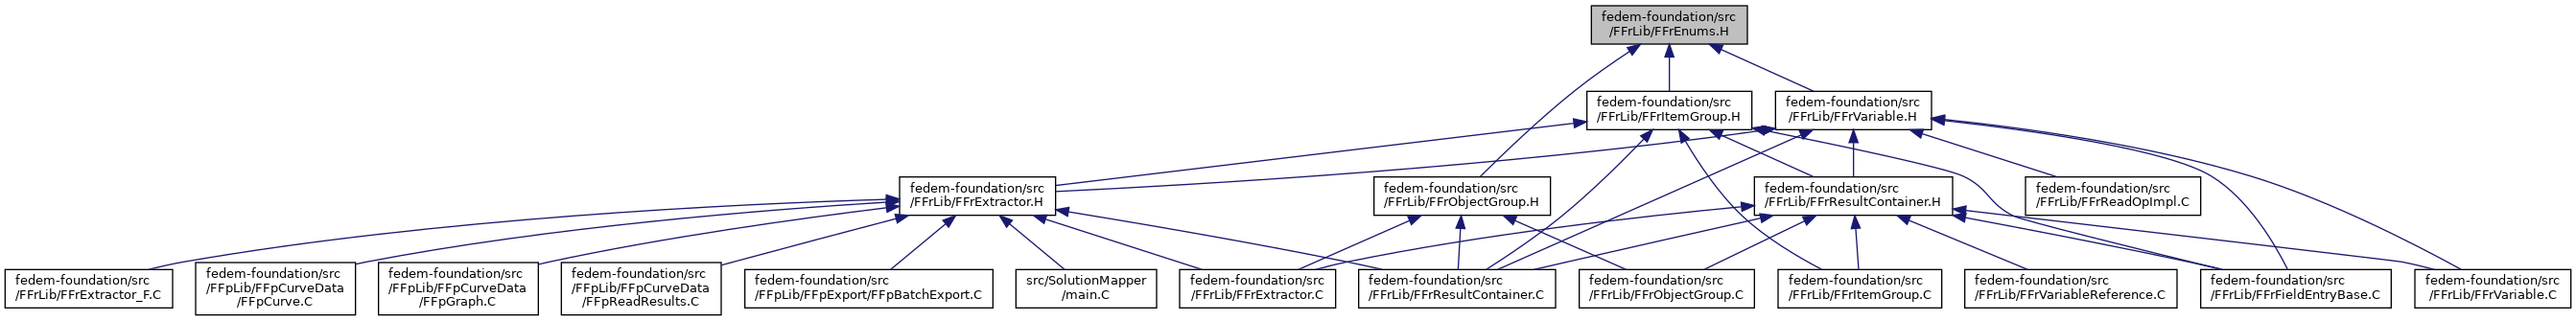 fedem-foundation/src
/FFrLib/FFrEnums.H
fedem-foundation/src
/FFrLib/FFrItemGroup.H
fedem-foundation/src
/FFrLib/FFrVariable.H
fedem-foundation/src
/FFrLib/FFrExtractor.H
fedem-foundation/src
/FFrLib/FFrObjectGroup.H
fedem-foundation/src
/FFrLib/FFrResultContainer.H
fedem-foundation/src
/FFrLib/FFrReadOpImpl.C
fedem-foundation/src
/FFrLib/FFrExtractor_F.C
fedem-foundation/src
/FFpLib/FFpCurveData
/FFpCurve.C
fedem-foundation/src
/FFpLib/FFpCurveData
/FFpGraph.C
fedem-foundation/src
/FFpLib/FFpCurveData
/FFpReadResults.C
fedem-foundation/src
/FFpLib/FFpExport/FFpBatchExport.C
src/SolutionMapper
/main.C
fedem-foundation/src
/FFrLib/FFrExtractor.C
fedem-foundation/src
/FFrLib/FFrResultContainer.C
fedem-foundation/src
/FFrLib/FFrObjectGroup.C
fedem-foundation/src
/FFrLib/FFrItemGroup.C
fedem-foundation/src
/FFrLib/FFrVariableReference.C
fedem-foundation/src
/FFrLib/FFrFieldEntryBase.C
fedem-foundation/src
/FFrLib/FFrVariable.C